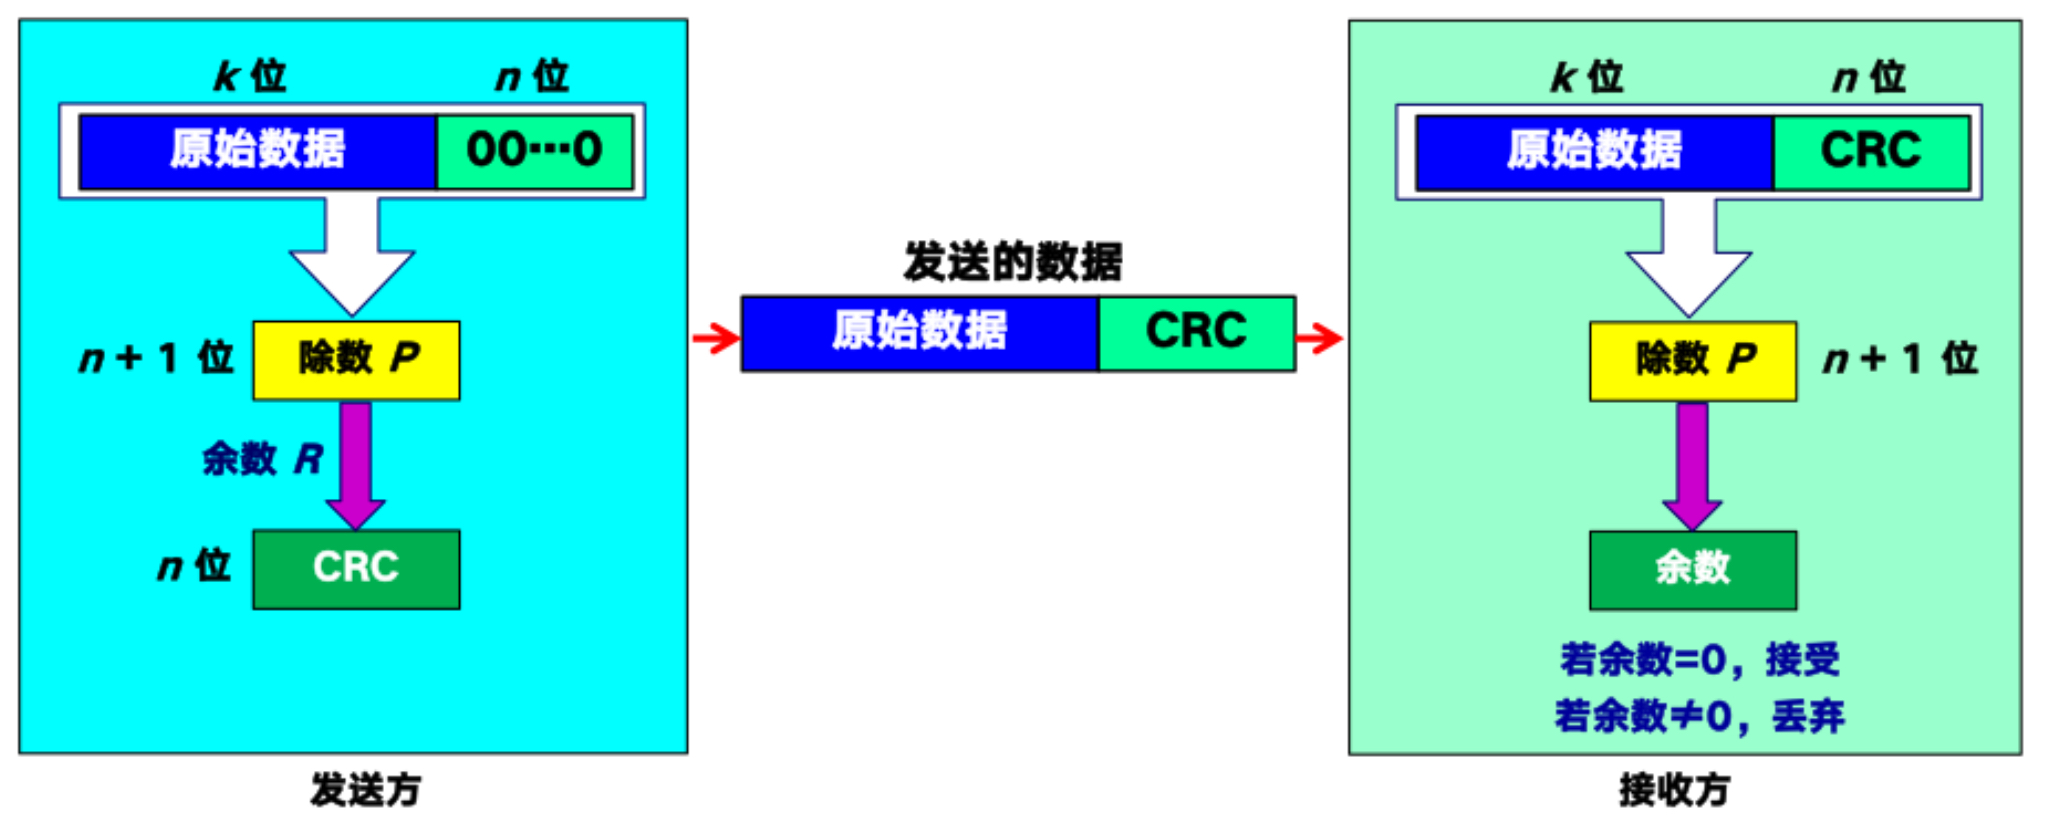 k 位
n 位
原始数据
00…0
n + 1 位
除数 P
余数 R
n 位
CRC
发送方
发送的数据
原始数据
CRC
k 位
n 位
原始数据
CRC
除数 P
n + 1 位
余数
若余数=0，接受
若余数≠0，丢弃
接收方